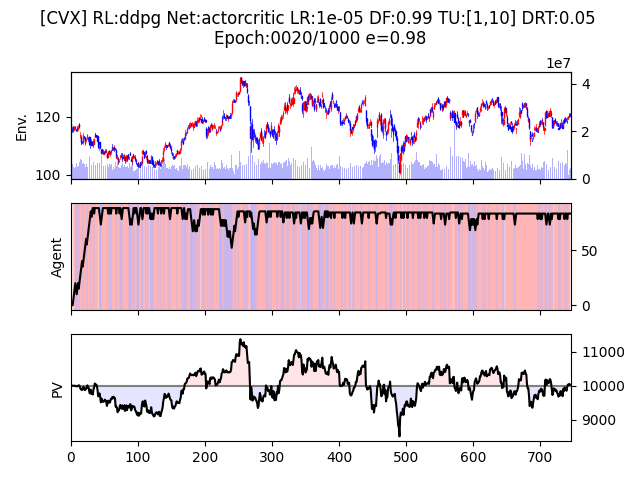 [CVX] RL:ddpg Net:actorcritic LR:1e-05 DF:0.99 TU:[1,10] DRT:0.05
Epoch:0020/1000 e=0.98
1e7
Env.
120
100
4
2
0
Agent
50
0
PV
11000
10000
9000
0 100 200 300 400 500 600 700